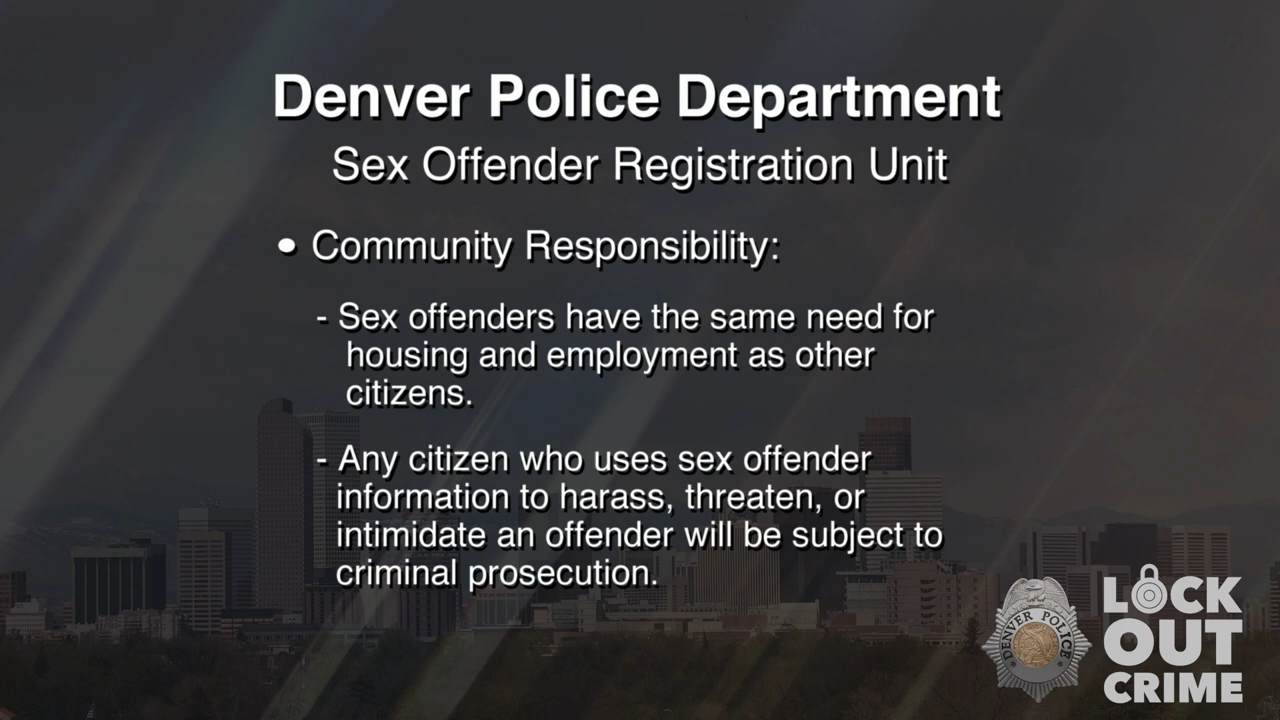 Denver Police Department
Sex Offender Registration Unit
• Community Responsibility:
- Sex offenders have the same need for
housing and employment as other
citizens.
- Any citizen who uses sex offender
information to harass, threaten, or
intimidate an offender will be subject to
criminal prosecution.
DENVER POLICE
LOCK
OUT
CRIME